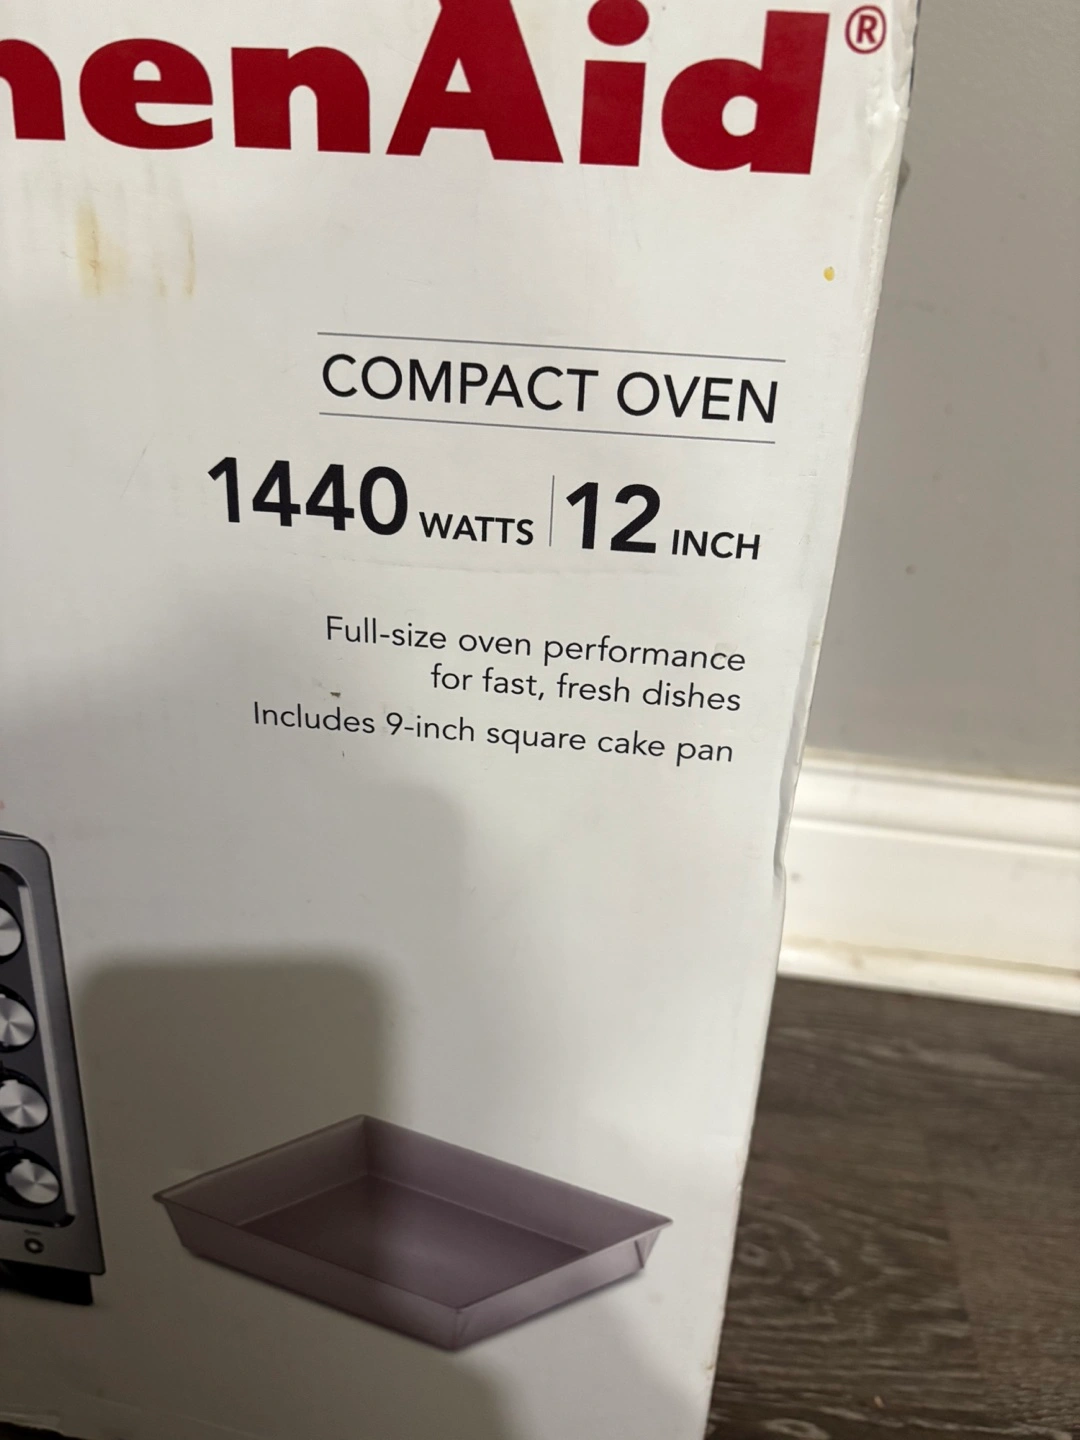 henAid®
COMPACT OVEN
1440 WATTS | 12 INCH
Full-size oven performance
for fast, fresh dishes
Includes 9-inch square cake pan